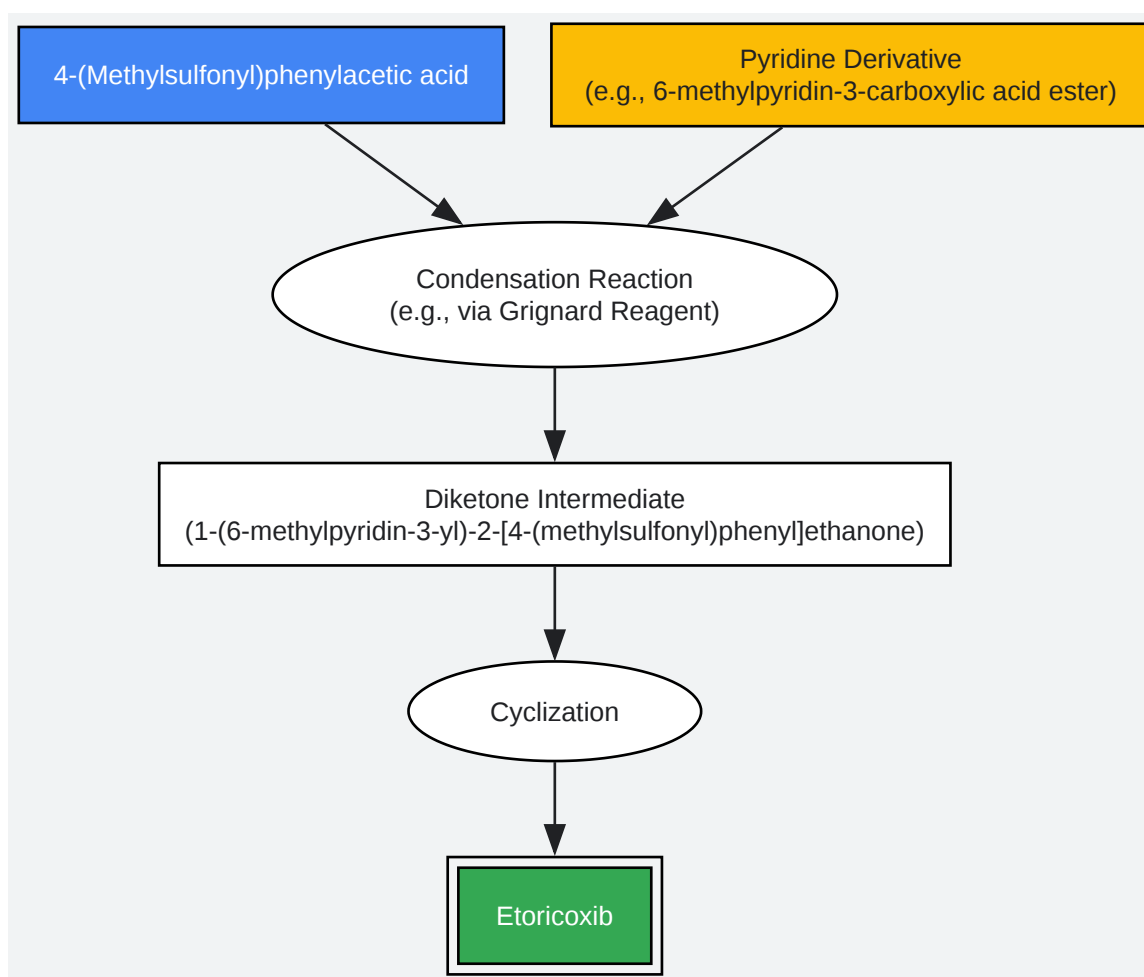 4-(Methylsulfonyl)phenylacetic acid
Pyridine Derivative
(e.g., 6-methylpyridin-3-carboxylic acid ester)
Condensation Reaction
(e.g., via Grignard Reagent)
Diketone Intermediate
(1-(6-methylpyridin-3-yl)-2-[4-(methylsulfonyl)phenyl]ethanone)
Cyclization
Etoricoxib